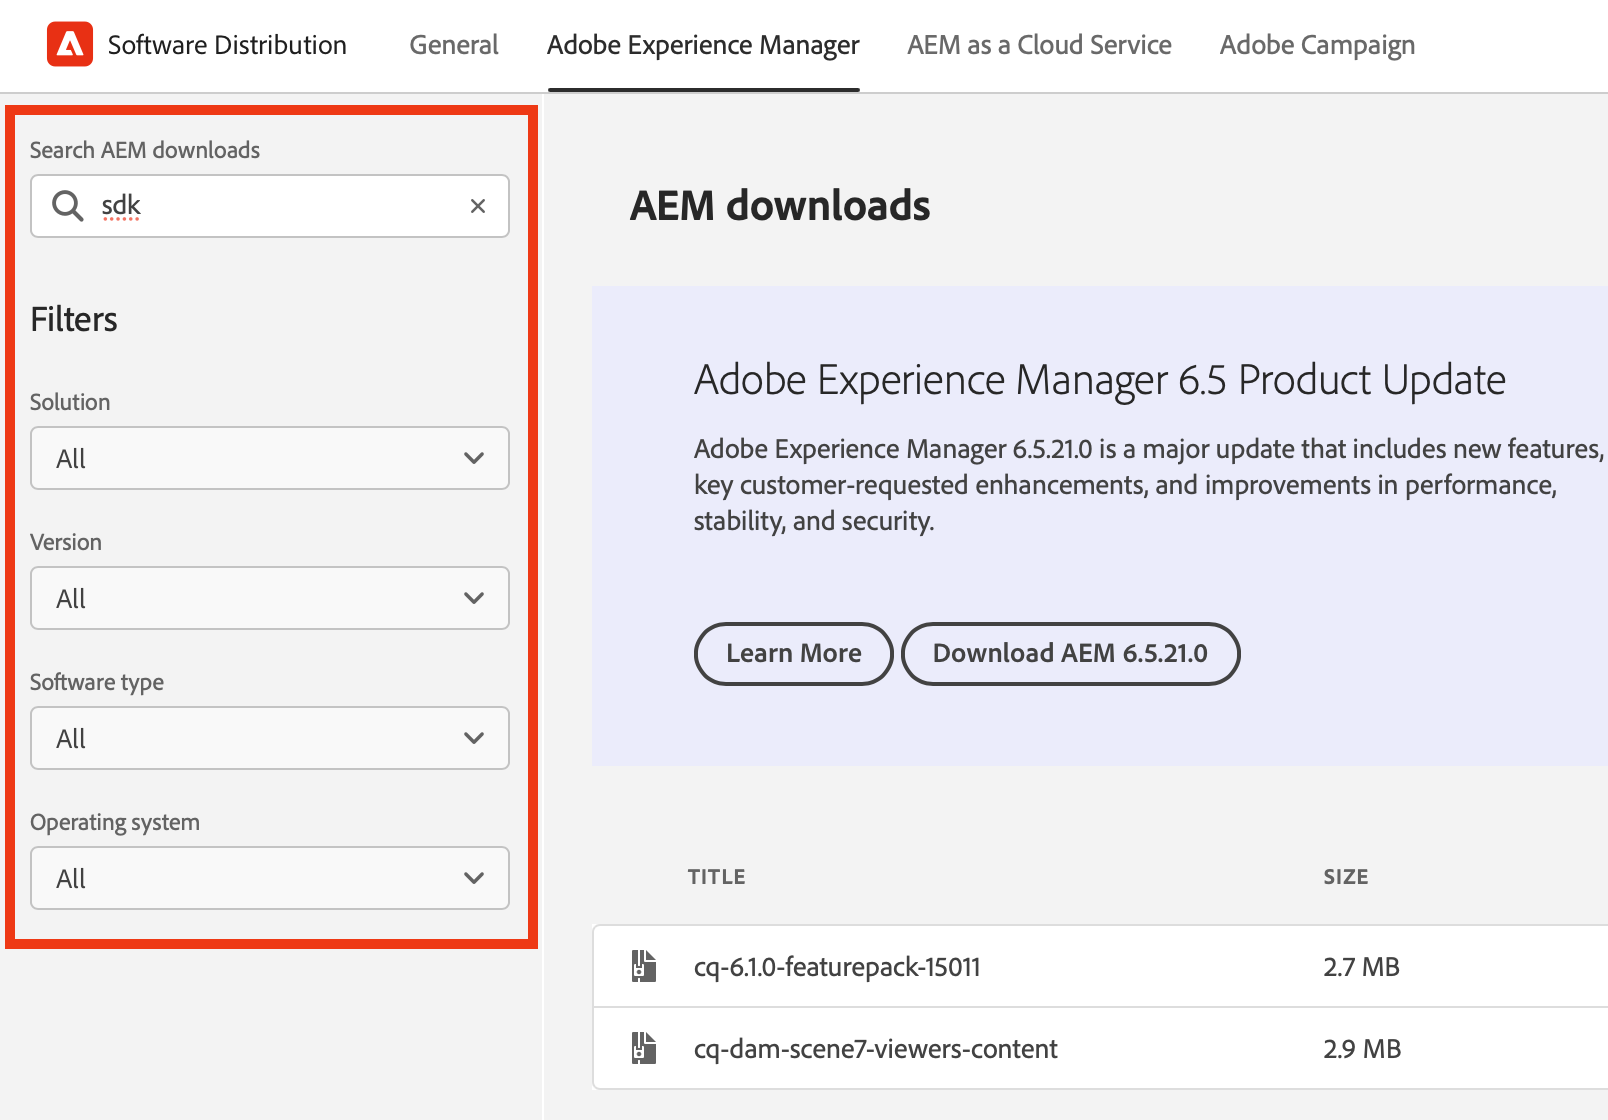 Software Distribution General Adobe Experience Manager AEM as a Cloud Service Adobe Campaign
Search AEM downloads
sdk
Filters
Solution
All
Version
All
Software type
All
Operating system
All
AEM downloads
Adobe Experience Manager 6.5 Product Update
Adobe Experience Manager 6.5.21.0 is a major update that includes new features,
key customer-requested enhancements, and improvements in performance,
stability, and security.
Learn More Download AEM 6.5.21.0
TITLE SIZE
cq-6.1.0-featurepack-15011 2.7 MB
cq-dam-scene7-viewers-content 2.9 MB